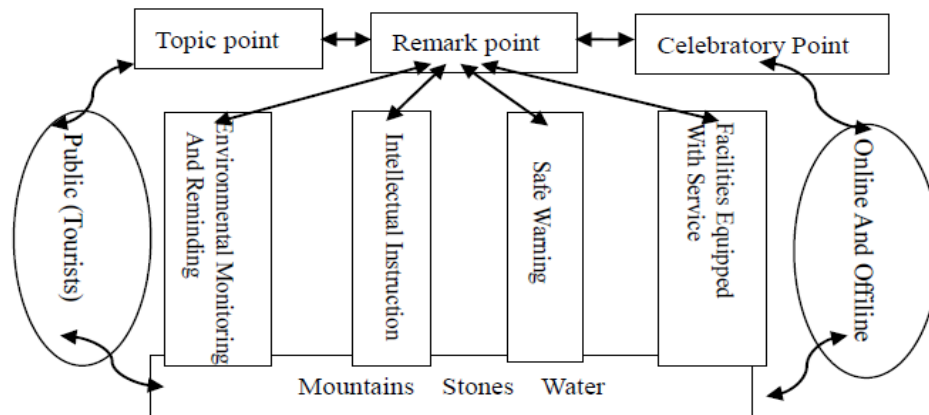 Topic point
Remark point
Celebratory Point
Public (Tourists)
Environmental Monitoring
And Reminding
Intellectual Instruction
Safe Warning
Facilities Equipped
With Service
Online And Offiline
Mountains Stones Water